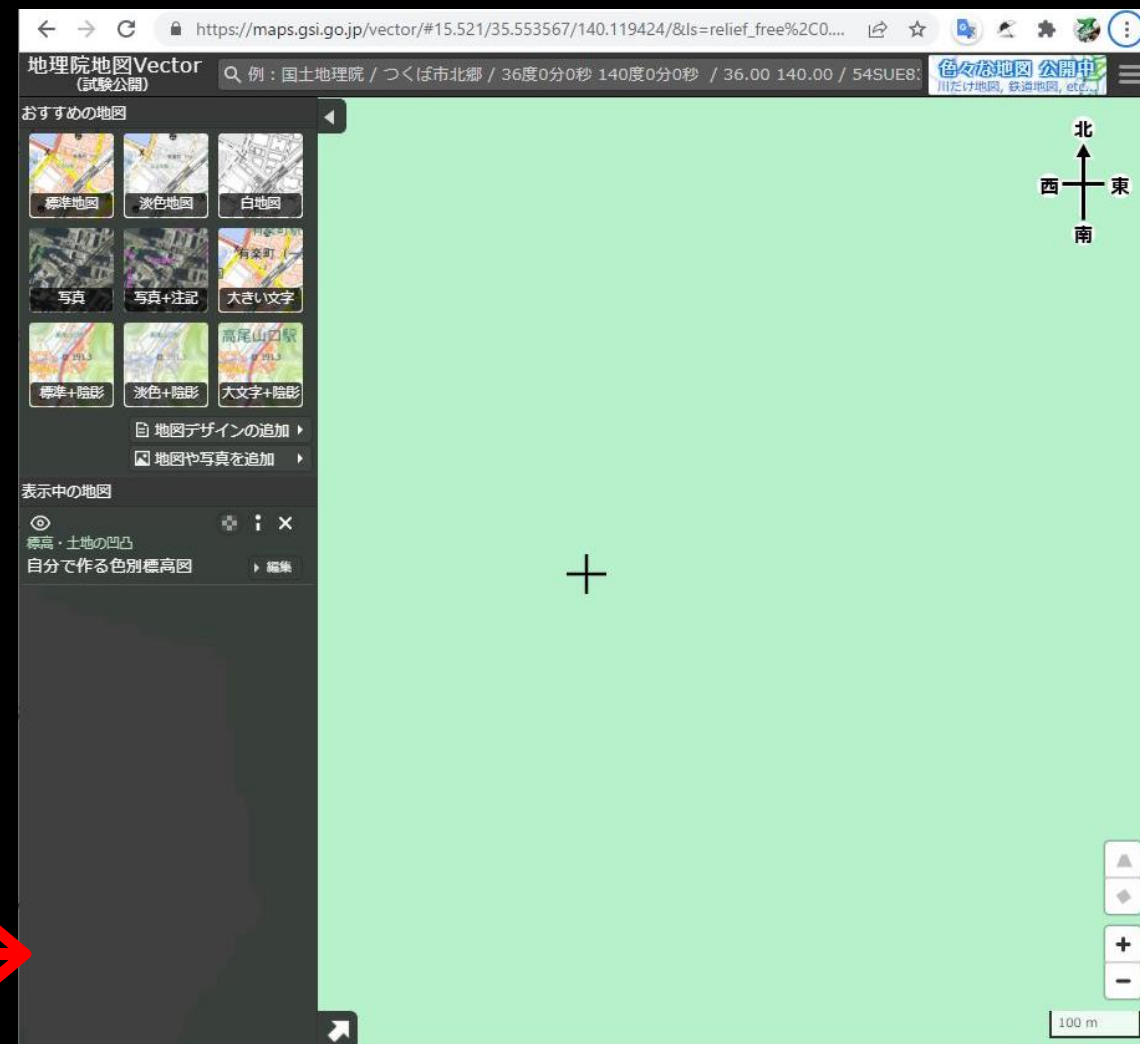 https://maps.gsi.go.jp/vector/#15.521/35.553567/140.119424/&ls=relief_free%2C0....
地理院地図Vector
(試験公開)
例：国土地理院 / つくば市北郷 / 36度0分0秒 140度0分0秒 / 36.00 140.00 / 54SUE83
色々な地図 公開中
川だけ地図, 鉄道地図, etc...
おすすめの地図
標準地図
淡色地図
白地図
写真
写真+注記
有楽町
大きい文字
標準+陰影
淡色+陰影
高尾山口駅
大文字+陰影
地図デザインの追加
地図や写真を追加
表示中の地図
標高・土地の凹凸
自分で作る色別標高図
編集
北
西
東
南
100 m